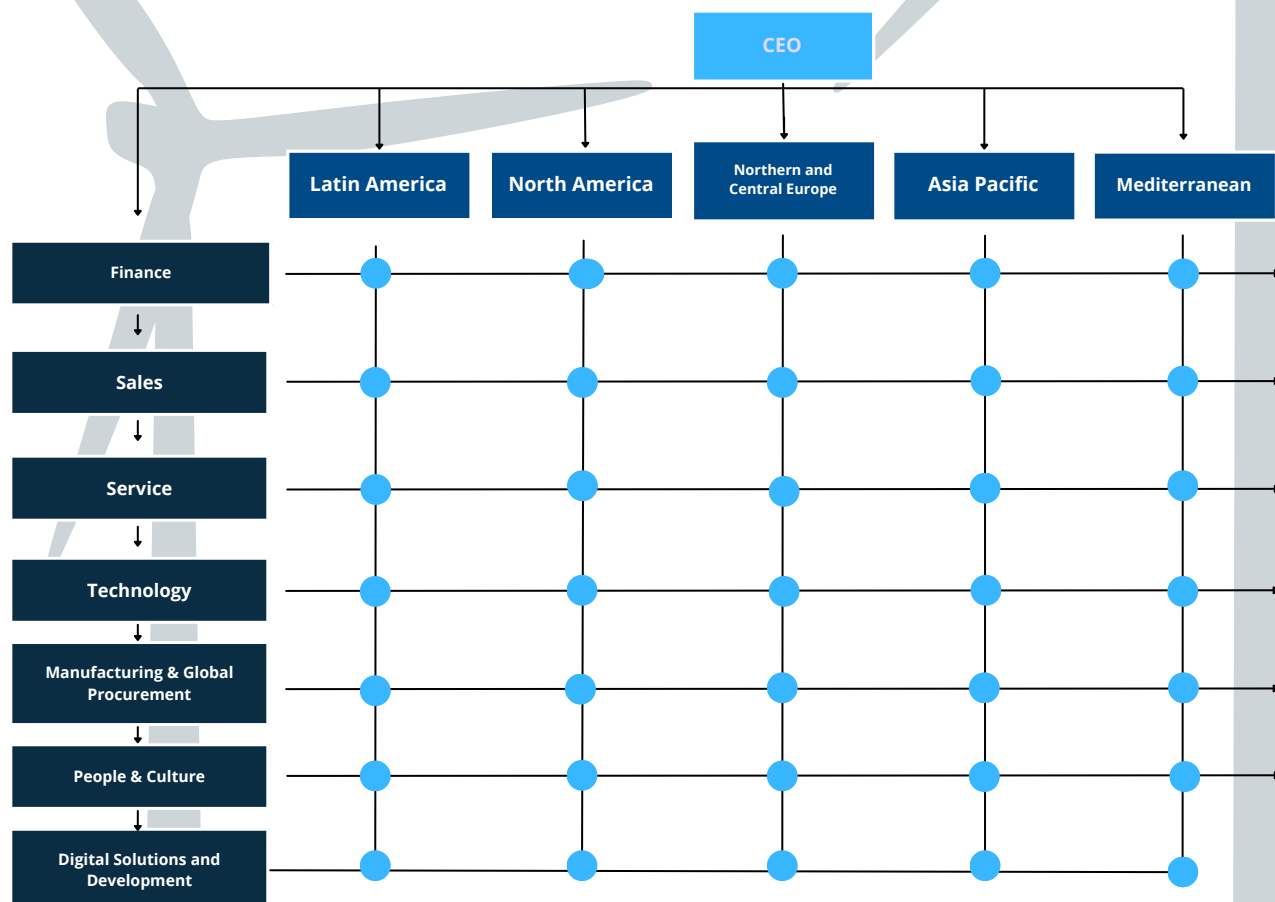 CEO
Latin America
North America
Northern and
Central Europe
Asia Pacific
Mediterranean
Finance
Sales
Service
Technology
Manufacturing & Global
Procurement
People & Culture
Digital Solutions and
Development